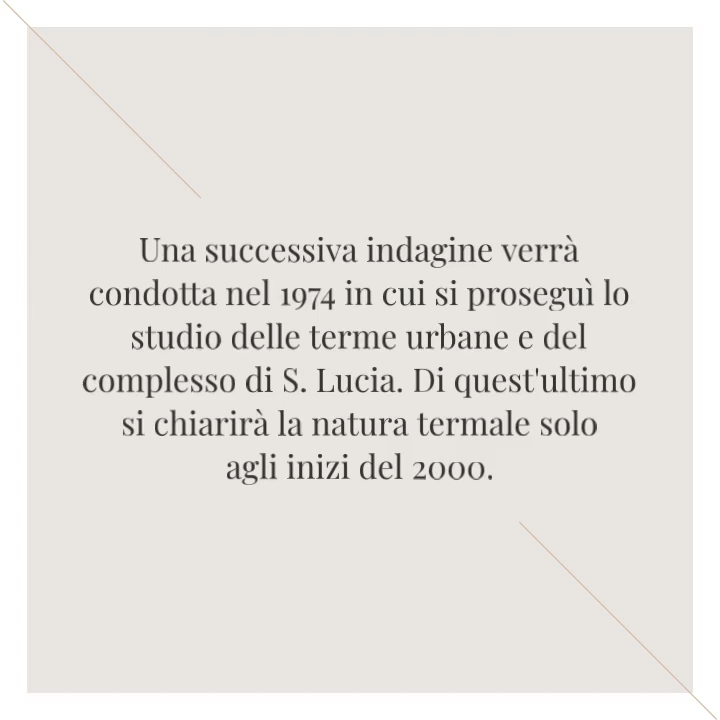 Una successiva indagine verrà
condotta nel 1974 in cui si proseguì lo
studio delle terme urbane e del
complesso di S. Lucia. Di quest'ultimo
si chiarirà la natura termale solo
agli inizi del 2000.